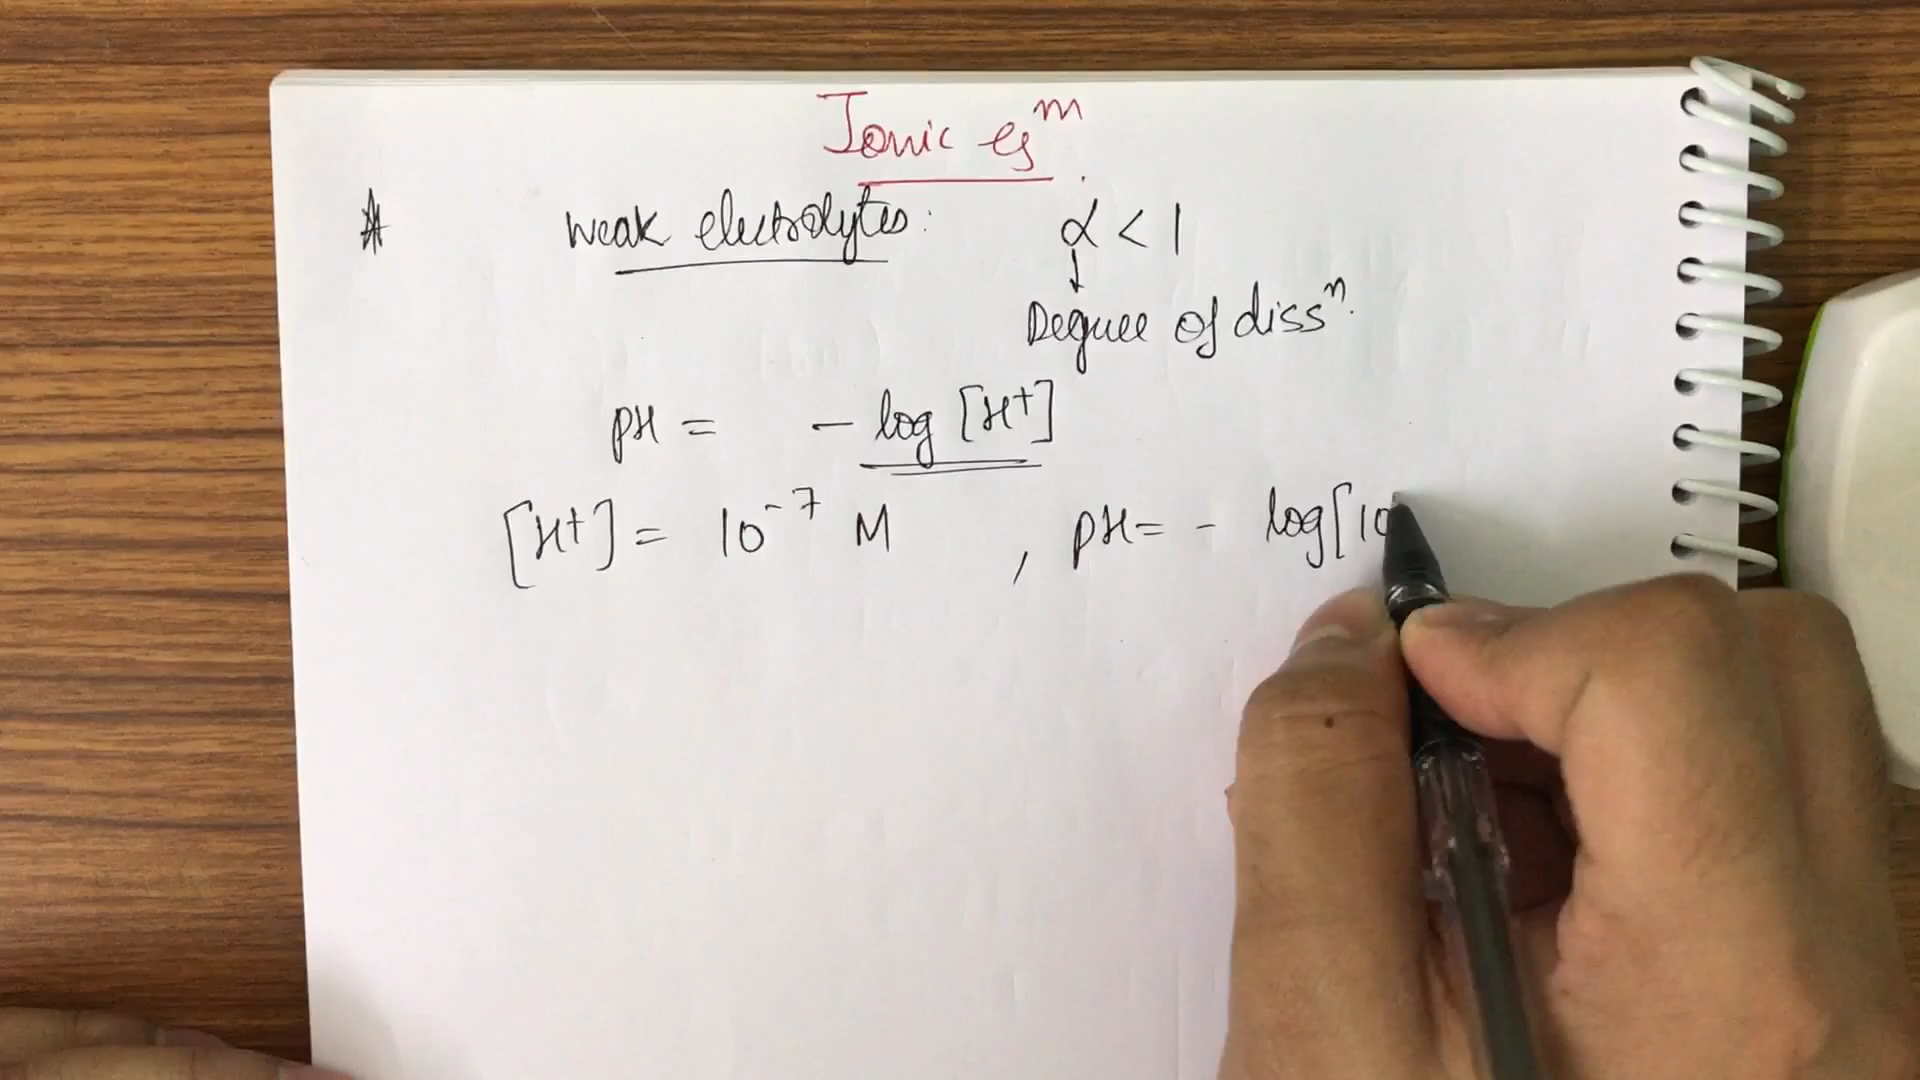 Ionic eqᵐ.
weak electrolytes: α < 1
↓
Degree of dissⁿ.
pH = - log [H+]
[H+] = 10⁻⁷ M , pH = - log[10